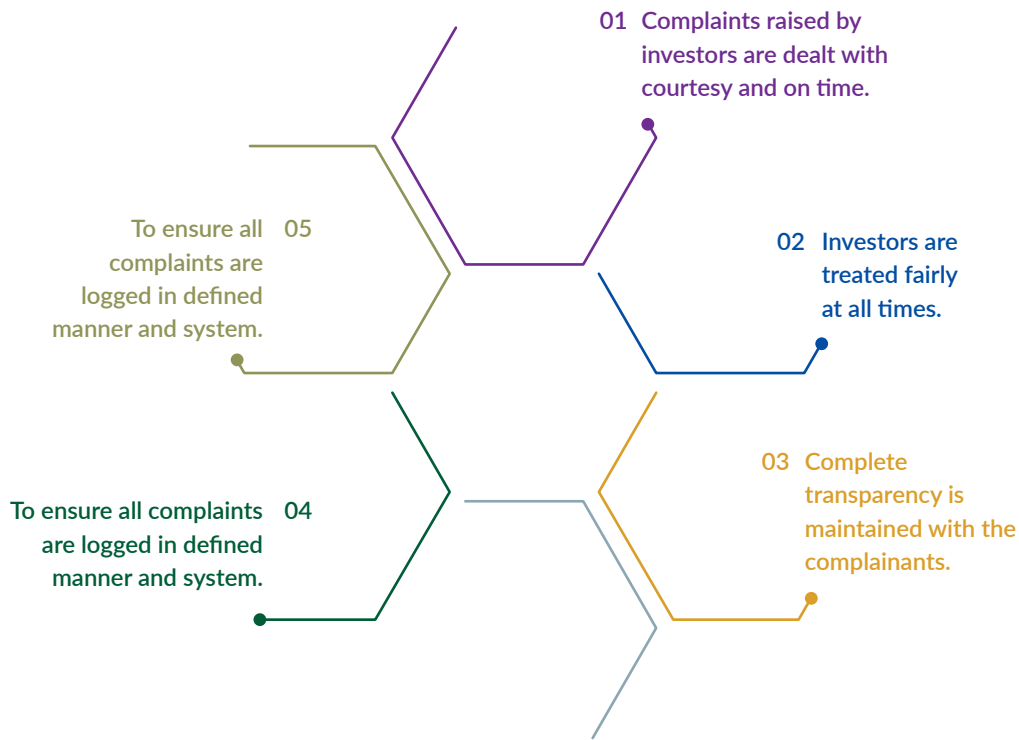 01 Complaints raised by
investors are dealt with
courtesy and on time.
02 Investors are
treated fairly
at all times.
03 Complete
transparency is
maintained with the
complainants.
To ensure all complaints 04
are logged in defined
manner and system.
To ensure all 05
complaints are
logged in defined
manner and system.